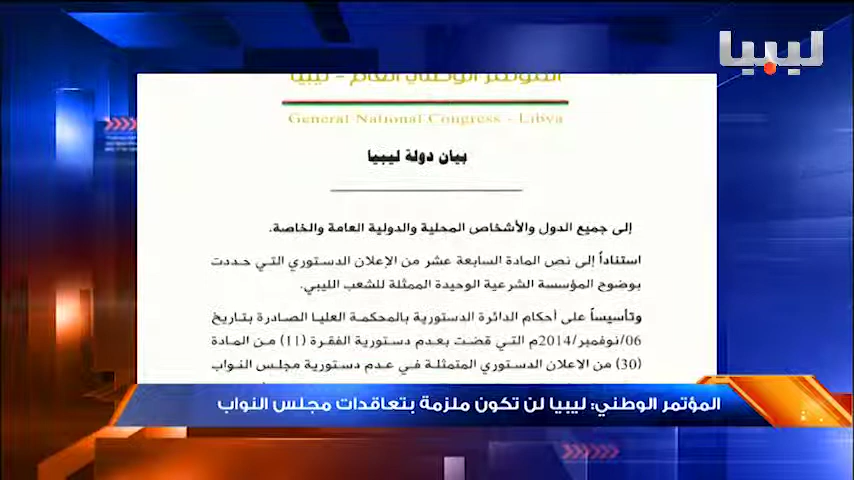 ليبيا
المؤتمر الوطني العام - ليبيا
General National Congress - Libya
بيان دولة ليبيا
إلى جميع الدول والأشخاص المحلية والدولية العامة والخاصة.
استناداً إلى نص المادة السابعة عشر من الإعلان الدستوري التي حددت
بوضوح المؤسسة الشرعية الوحيدة الممثلة للشعب الليبي.
وتأسيساً على أحكام الدائرة الدستورية بالمحكمة العليا الصادرة بتاريخ
06/نوفمبر/2014م التي قضت بعدم دستورية الفقرة (11) من المادة
(30) من الإعلان الدستوري المتمثلة في عدم دستورية مجلس النواب
المؤتمر الوطني: ليبيا لن تكون ملزمة بتعاقدات مجلس النواب